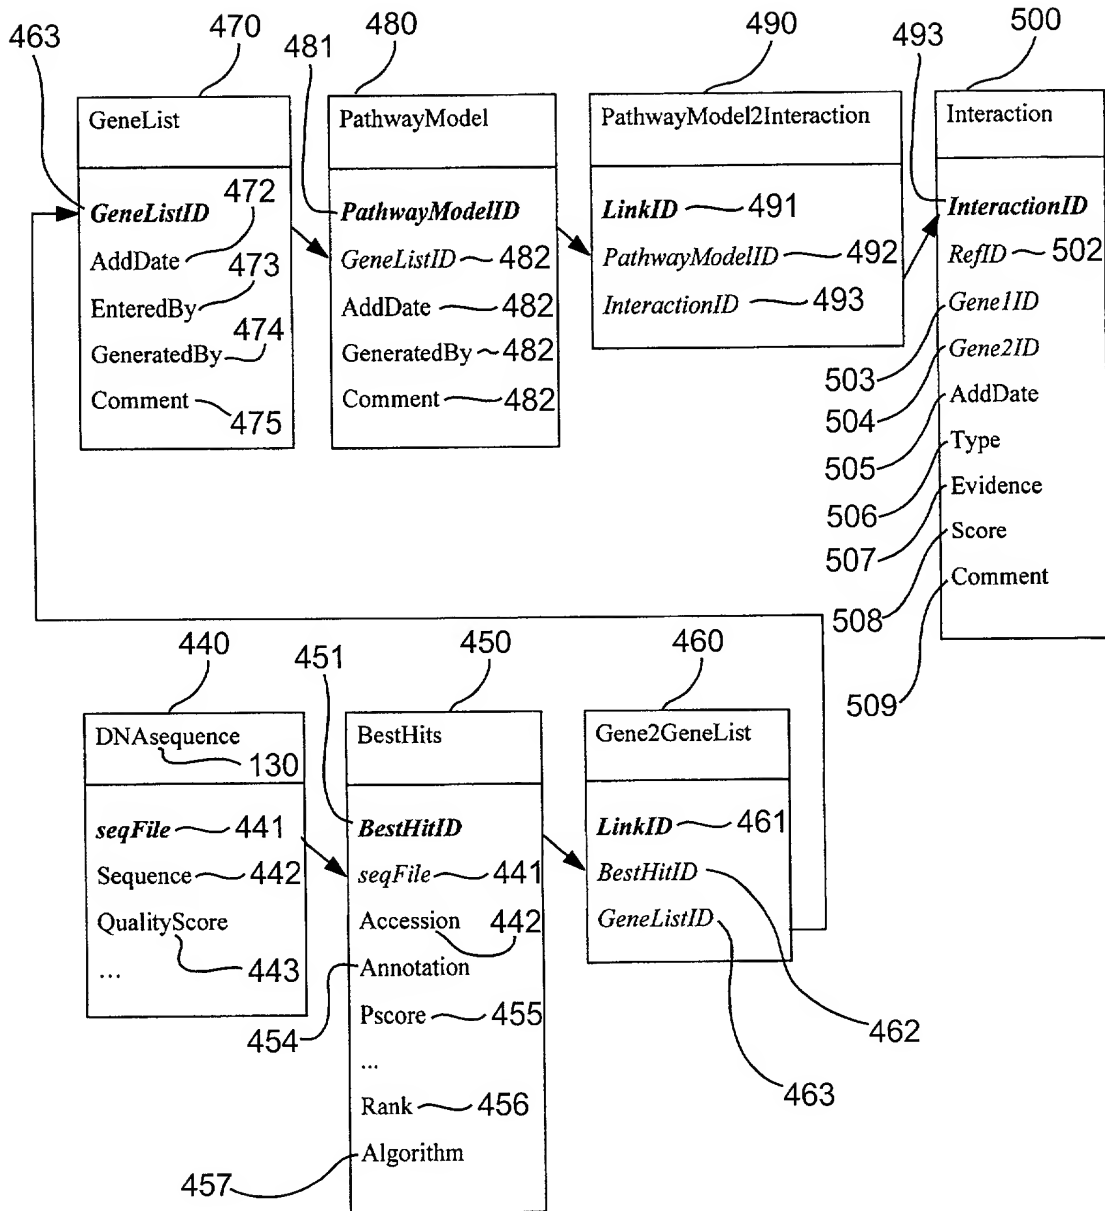 463 470 481 480 490 493 500
GeneList PathwayModel PathwayModel2Interaction Interaction
GeneListID 472 PathwayModelID LinkID 491 InteractionID
AddDate 473 GeneListID 482 PathwayModelID 492 RefID 502
EnteredBy 474 AddDate 482 InteractionID 493 Gene1ID
GeneratedBy GeneratedBy 482 Gene2ID
Comment 475 Comment 482 503 AddDate
504
505 Type
506 Evidence
507 Score
508 Comment
509
440 451 450 460
DNAsequence 130 BestHits Gene2GeneList
seqFile 441 BestHitID LinkID 461
Sequence 442 seqFile 441 BestHitID
QualityScore 443 Accession 442 GeneListID
... Annotation
454 Pscore 455 462
... 463
Rank 456
457 Algorithm